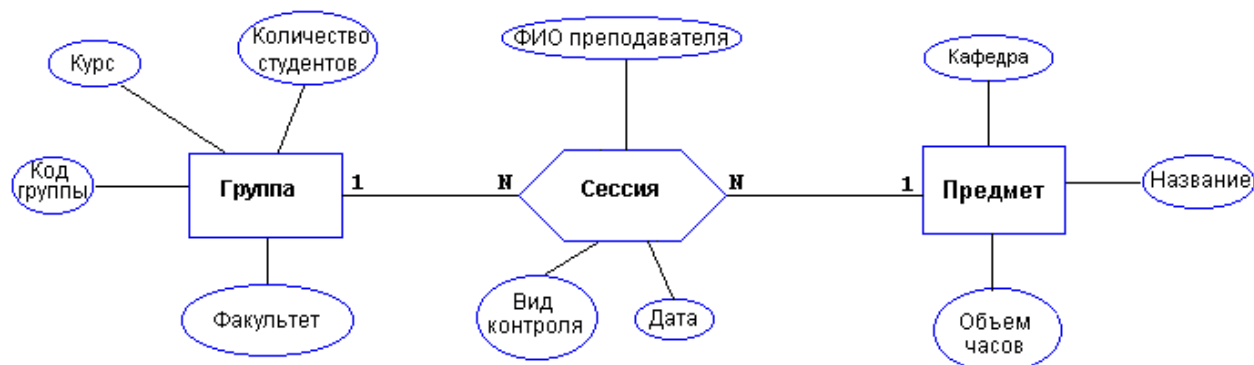 Количество
студентов
Курс
ФИО преподавателя
Кафедра
Код
группы
Группа
1
N
Сессия
N
1
Предмет
Название
Факультет
Вид
контроля
Дата
Объем
часов